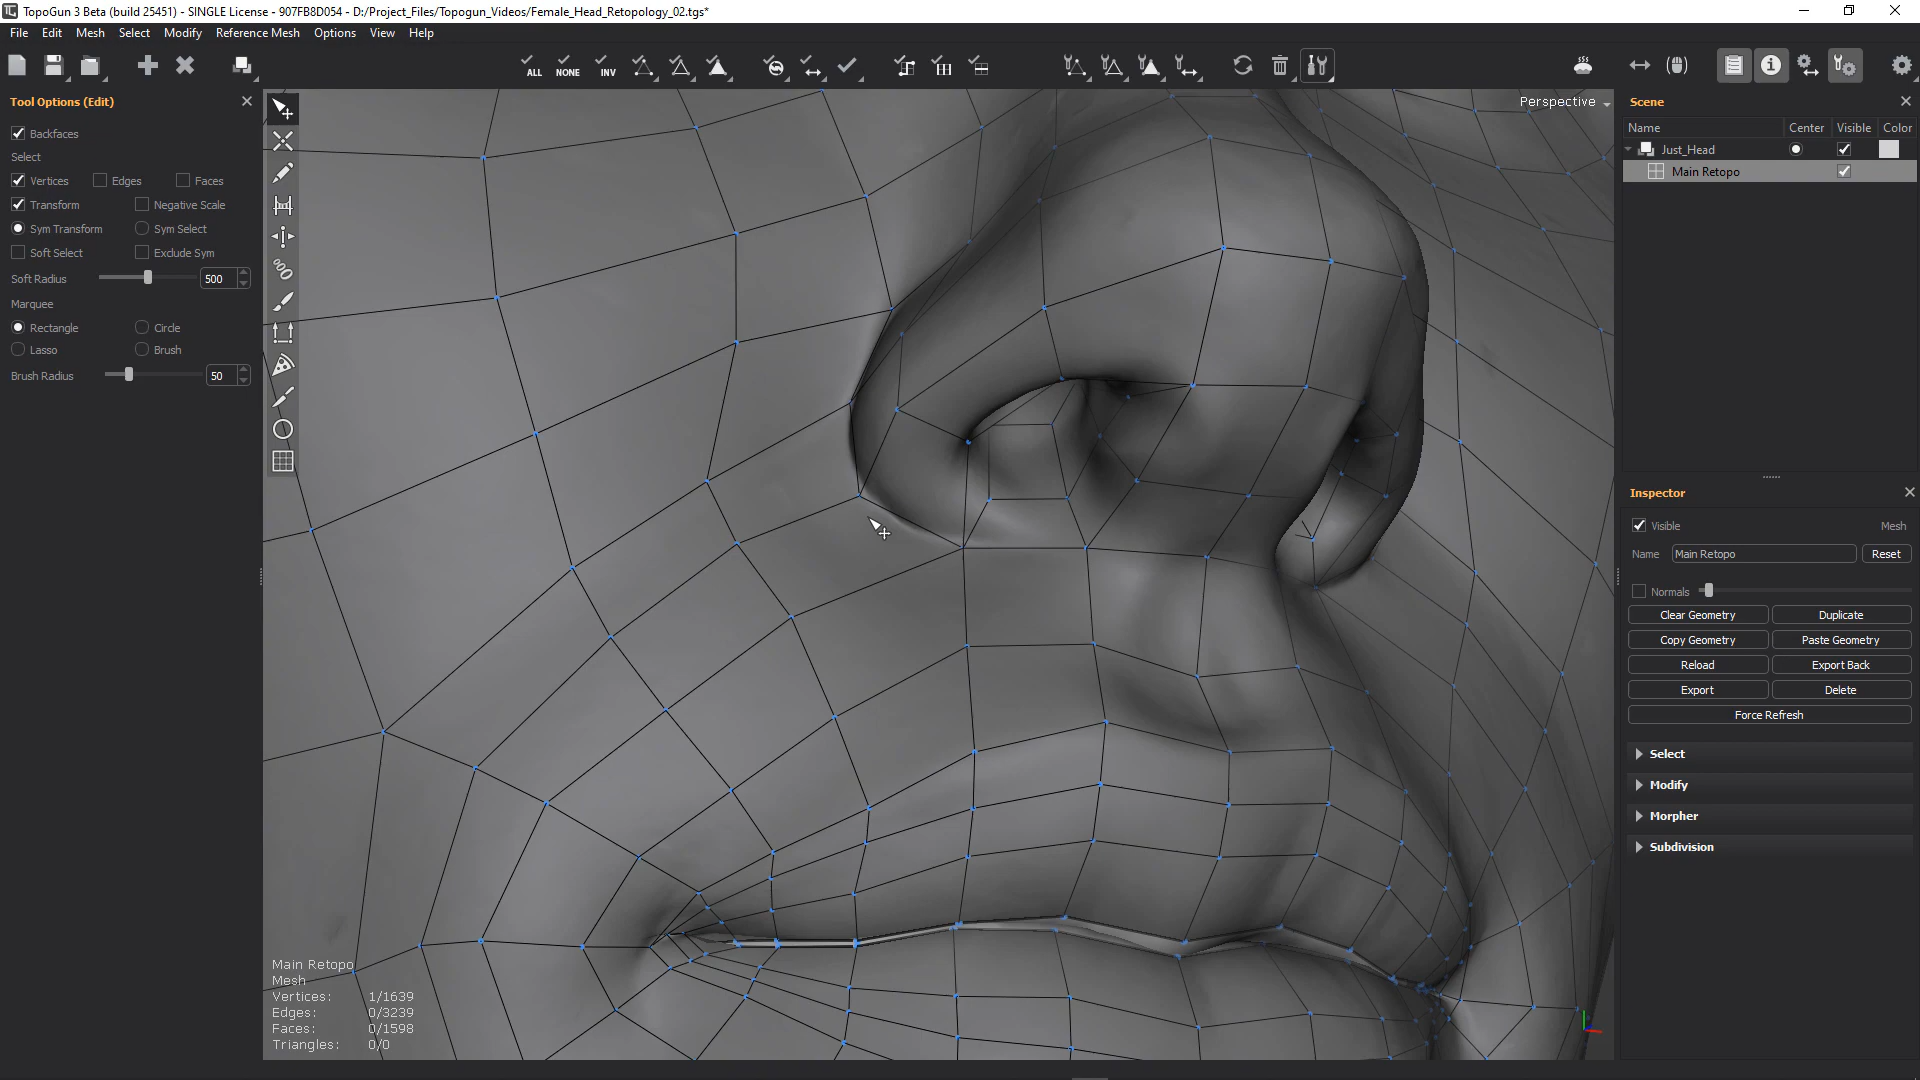 TopoGun 3 Beta (build 25451) - SINGLE License - 907FB8D054 - D:/Project_Files/Topogun_Videos/Female_Head_Retopology_02.tgs*
File Edit Mesh Select Modify Reference Mesh Options View Help
ALL NONE INV
Tool Options (Edit)
Backfaces
Select
Vertices Edges Faces
Transform Negative Scale
Sym Transform Sym Select
Soft Select Exclude Sym
Soft Radius 500
Marquee
Rectangle Circle
Lasso Brush
Brush Radius 50
Perspective
Main Retopo
Mesh
Vertices: 1/1639
Edges: 0/3239
Faces: 0/1598
Triangles: 0/0
Scene
Name Center Visible Color
Just_Head
Main Retopo
Inspector
Visible Mesh
Name Main Retopo Reset
Normals
Clear Geometry Duplicate
Copy Geometry Paste Geometry
Reload Export Back
Export Delete
Force Refresh
Select
Modify
Morpher
Subdivision